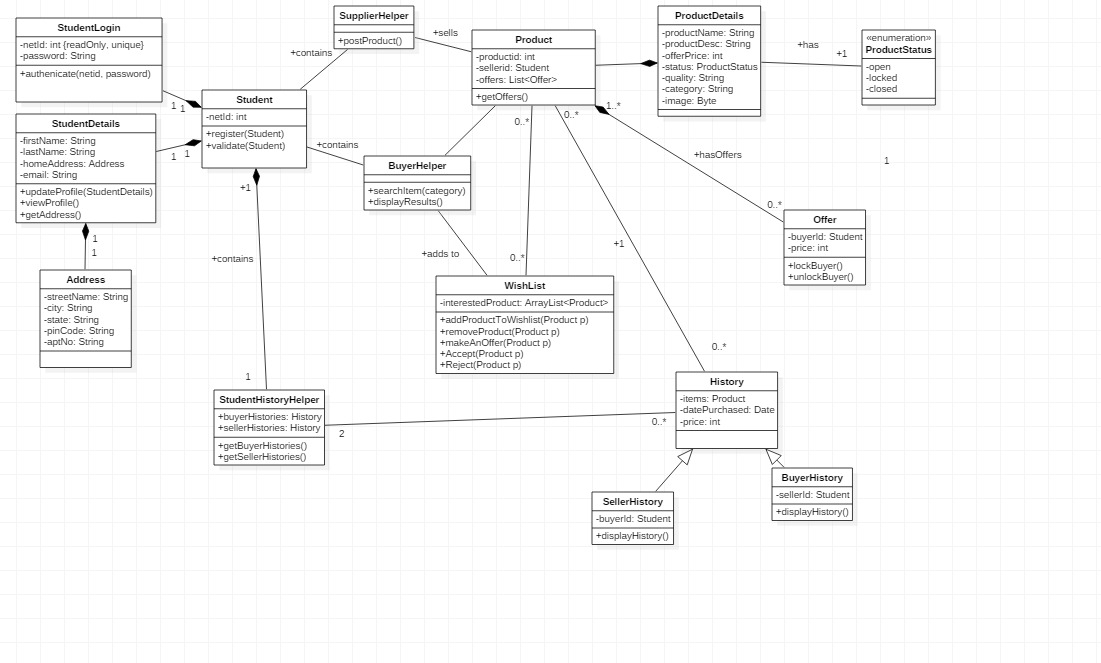 StudentLogin
-netId: int {readOnly, unique}
-password: String
+authenicate(netid, password)
SupplierHelper
+postProduct()
+sells
+contains
Product
-productid: int
-sellerid: Student
-offers: List<Offer>
+getOffers()
ProductDetails
-productName: String
-productDesc: String
-offerPrice: int
-status: ProductStatus
-quality: String
-category: String
-image: Byte
+has
+1
«enumeration»
ProductStatus
-open
-locked
-closed
1
1
Student
-netId: int
+register(Student)
+validate(Student)
StudentDetails
-firstName: String
-lastName: String
-homeAddress: Address
-email: String
+updateProfile(StudentDetails)
+viewProfile()
+getAddress()
1
1
+contains
BuyerHelper
+searchItem(category)
+displayResults()
0..*
0..*
1..*
+hasOffers
0..*
1
Offer
-buyerId: Student
-price: int
+lockBuyer()
+unlockBuyer()
+1
1
1
+contains
+adds to
0..*
+1
Address
-streetName: String
-city: String
-state: String
-pinCode: String
-aptNo: String
WishList
-interestedProduct: ArrayList<Product>
+addProductToWishlist(Product p)
+removeProduct(Product p)
+makeAnOffer(Product p)
+Accept(Product p)
+Reject(Product p)
0..*
1
StudentHistoryHelper
+buyerHistories: History
+sellerHistories: History
+getBuyerHistories()
+getSellerHistories()
2
0..*
History
-items: Product
-datePurchased: Date
-price: int
SellerHistory
-buyerId: Student
+displayHistory()
BuyerHistory
-sellerId: Student
+displayHistory()